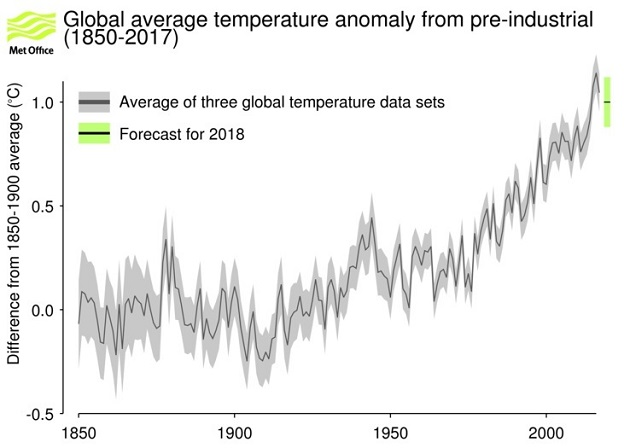 Global average temperature anomaly from pre-industrial
(1850-2017)
Met Office
Difference from 1850-1900 average (°C)
1.0
0.5
0.0
-0.5
Average of three global temperature data sets
Forecast for 2018
1850
1900
1950
2000